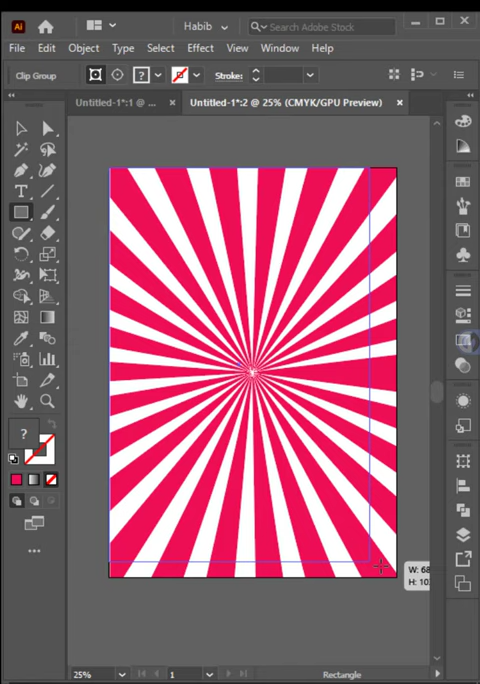 Ai
Habib
Search Adobe Stock
File Edit Object Type Select Effect View Window Help
Clip Group
?
Stroke:
Untitled-1*:1 @ ...
Untitled-1*:2 @ 25% (CMYK/GPU Preview)
T
?
W: 68
H: 10
25%
1
Rectangle